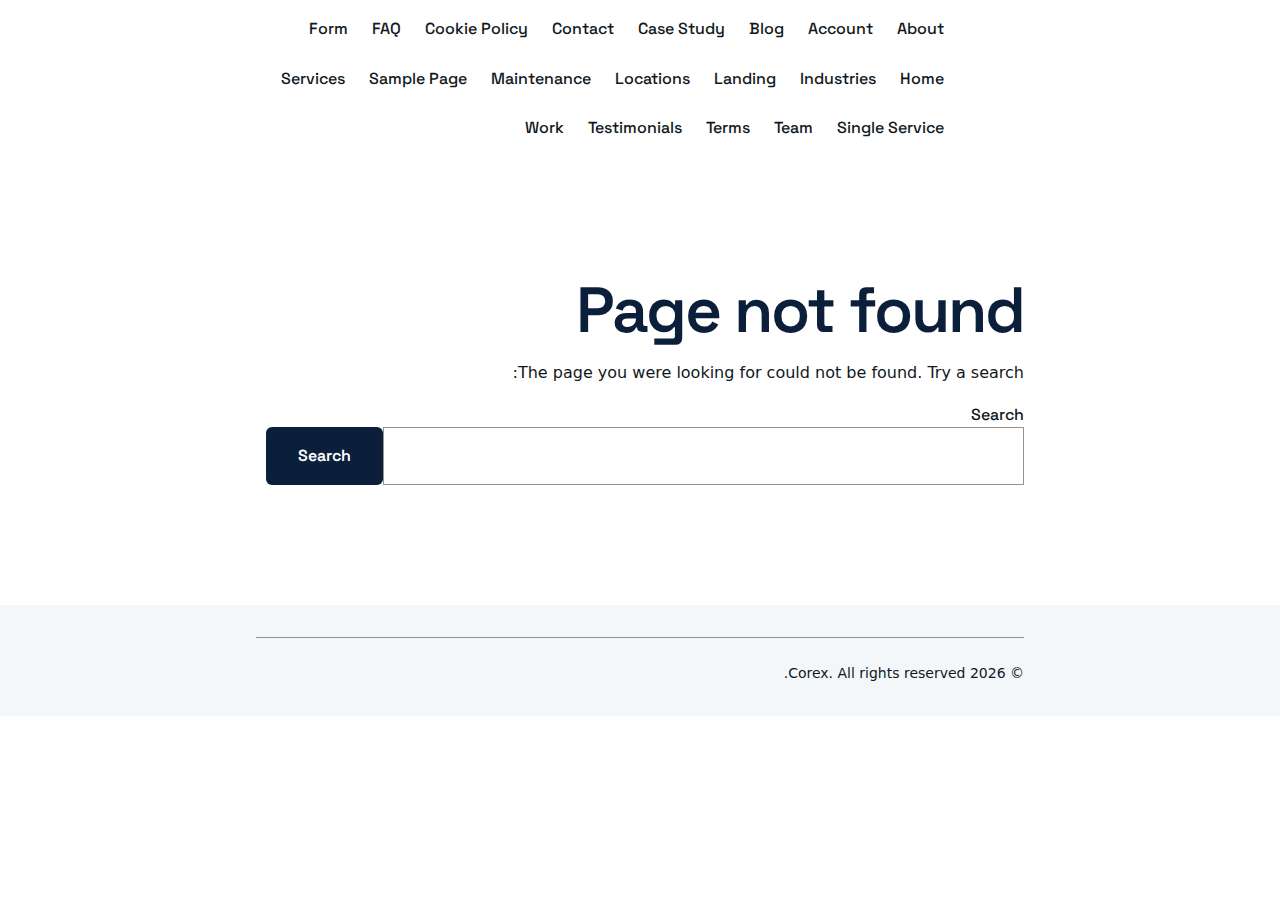 About Account Blog Case Study Contact Cookie Policy FAQ Form
Home Industries Landing Locations Maintenance Sample Page Services
Single Service Team Terms Testimonials Work
Page not found
The page you were looking for could not be found. Try a search:
Search
Search
© 2026 Corex. All rights reserved.